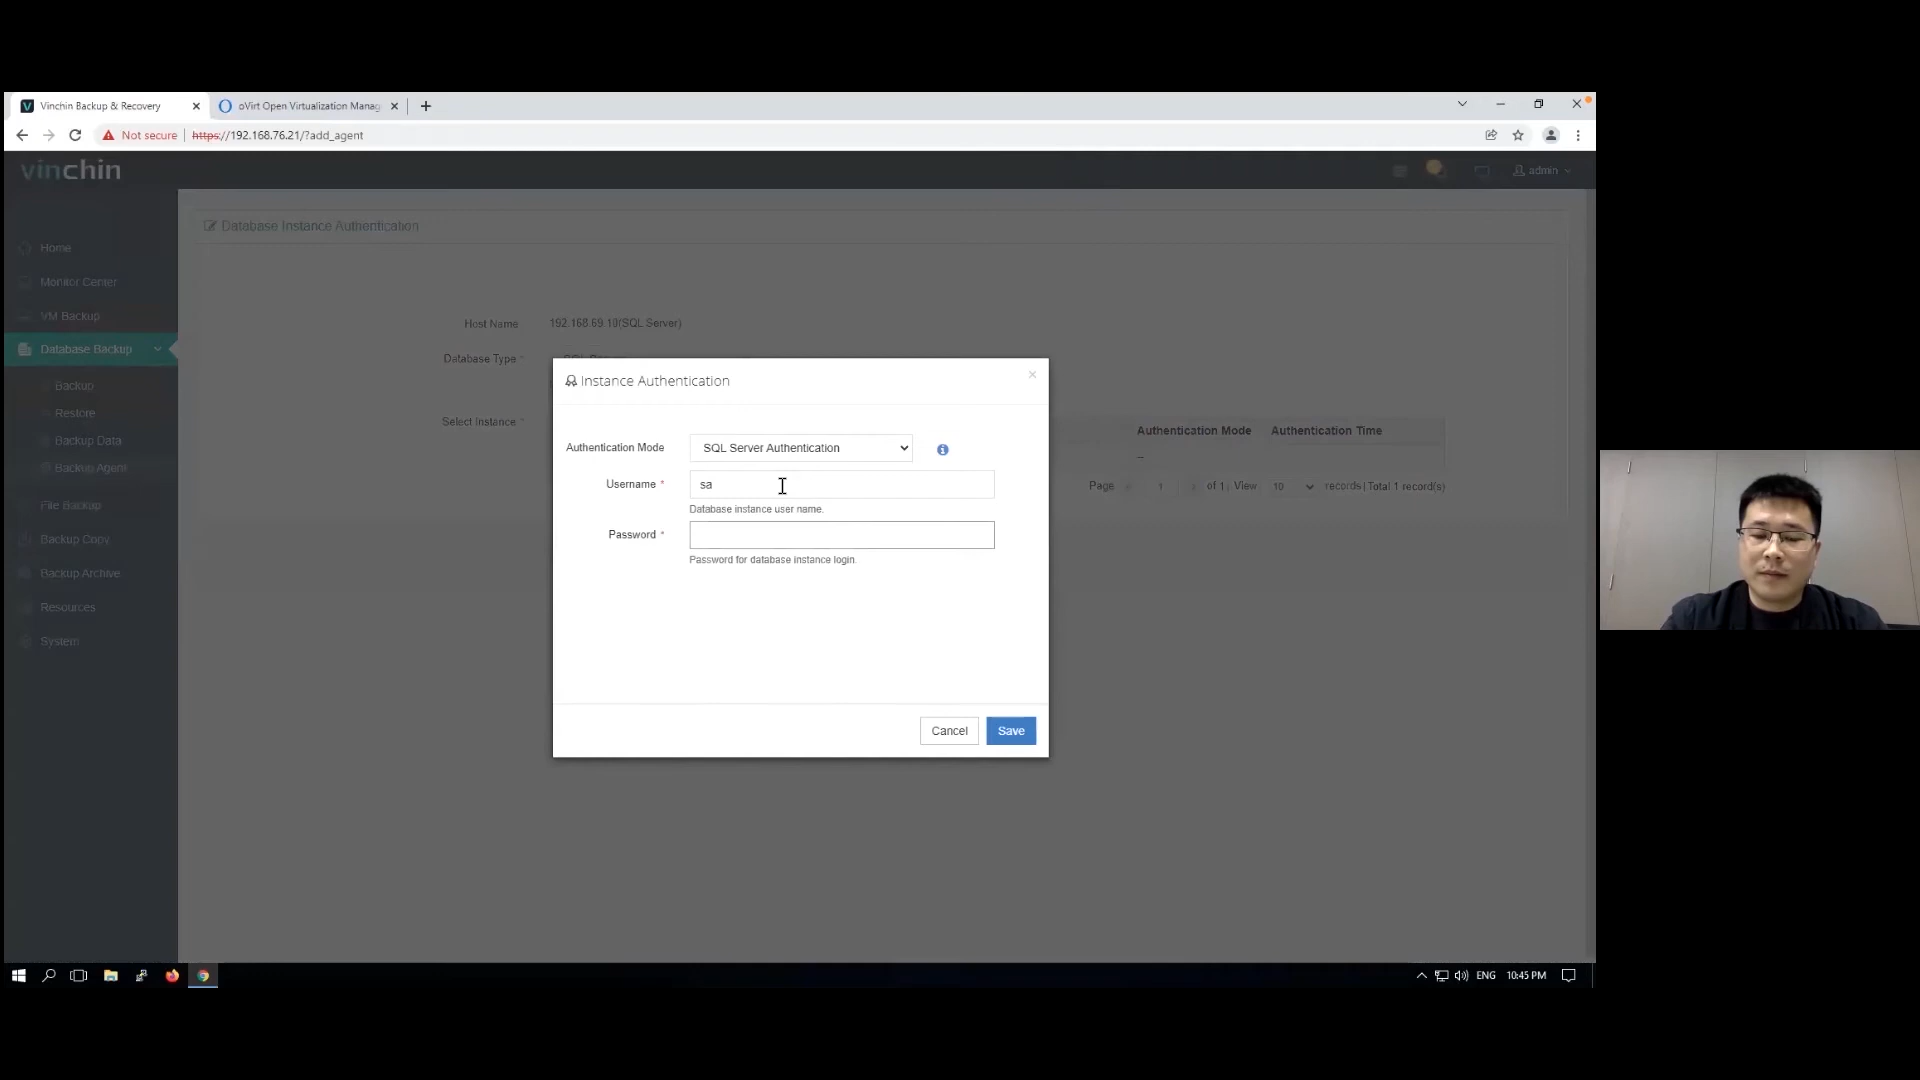 Vinchin Backup & Recovery
oVirt Open Virtualization Manag
Not secure
https://192.168.76.21/?add_agent
vinchin
admin
Database Instance Authentication
Home
Monitor Center
VM Backup
Database Backup
Backup
Restore
Backup Data
Backup Agent
File Backup
Backup Copy
Backup Archive
Resources
System
Host Name 192.168.69.10(SQL Server)
Database Type *
Select Instance *
Authentication Mode Authentication Time
--
Page 1 of 1 | View 10 records | Total 1 record(s)
Instance Authentication
Authentication Mode SQL Server Authentication
Username * sa
Database instance user name.
Password *
Password for database instance login.
Cancel Save
ENG 10:45 PM